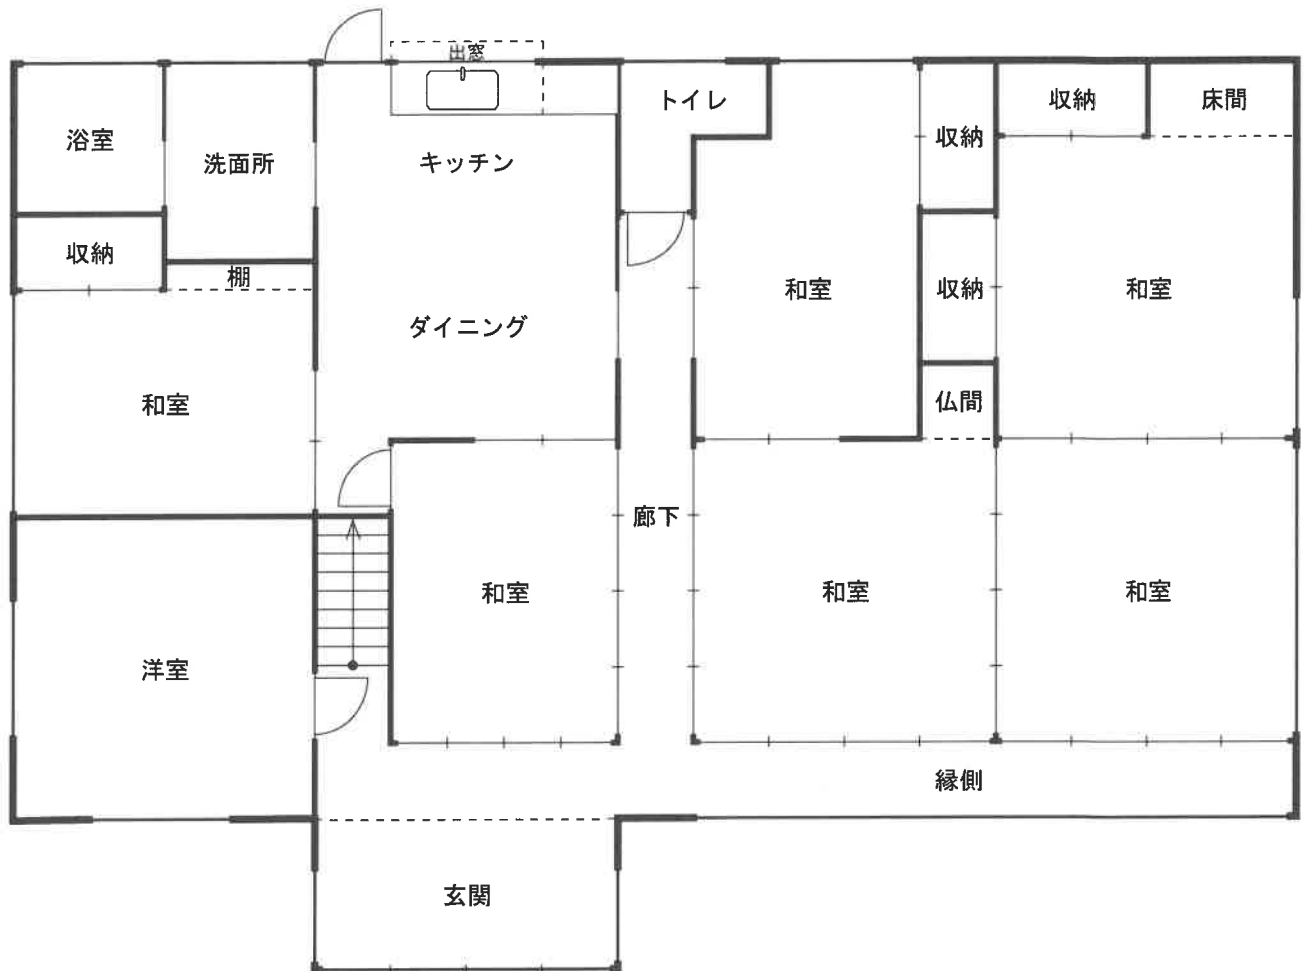 出窓
トイレ
収納
床間
浴室
洗面所
キッチン
収納
収納
棚
和室
収納
和室
ダイニング
和室
仏間
廊下
和室
和室
和室
洋室
縁側
玄関